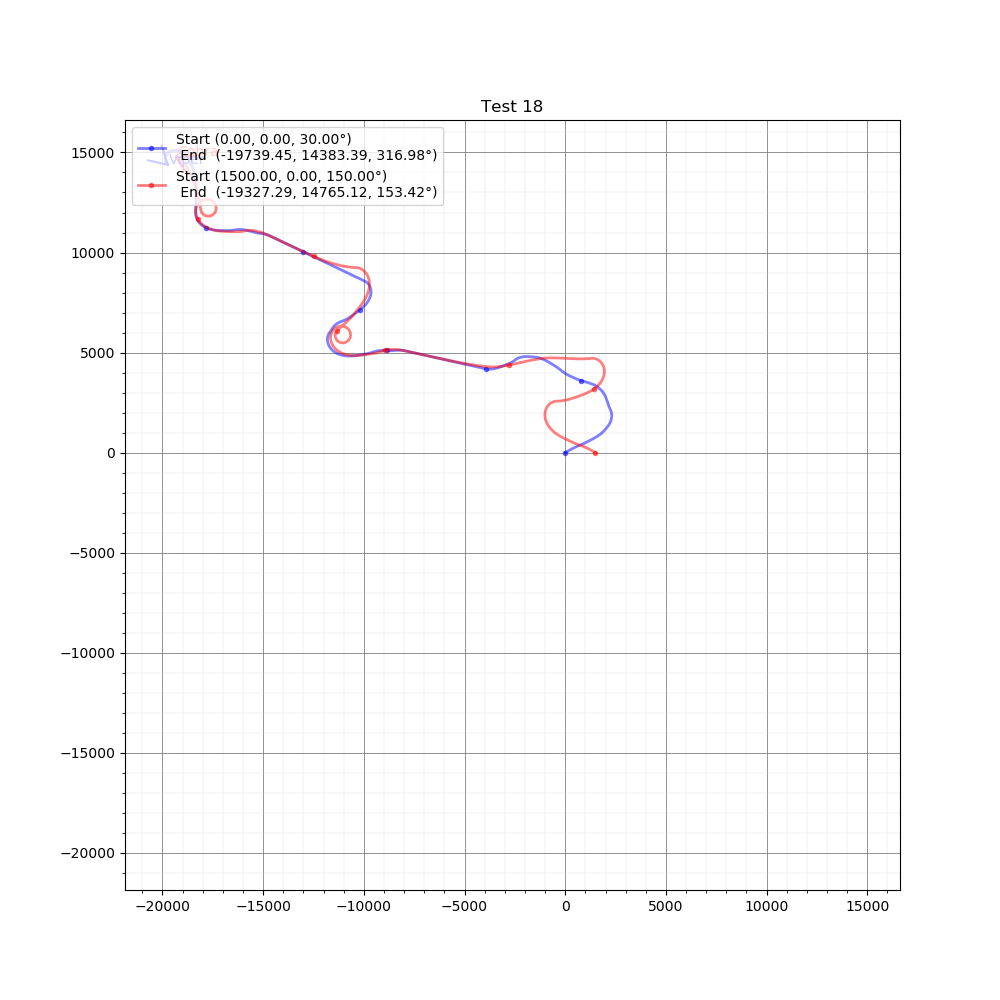 Test 18
Start (0.00, 0.00, 30.00°)
End (-19739.45, 14383.39, 316.98°)
Start (1500.00, 0.00, 150.00°)
End (-19327.29, 14765.12, 153.42°)
15000
10000
5000
0
−5000
−10000
−15000
−20000
−20000 −15000 −10000 −5000 0 5000 10000 15000